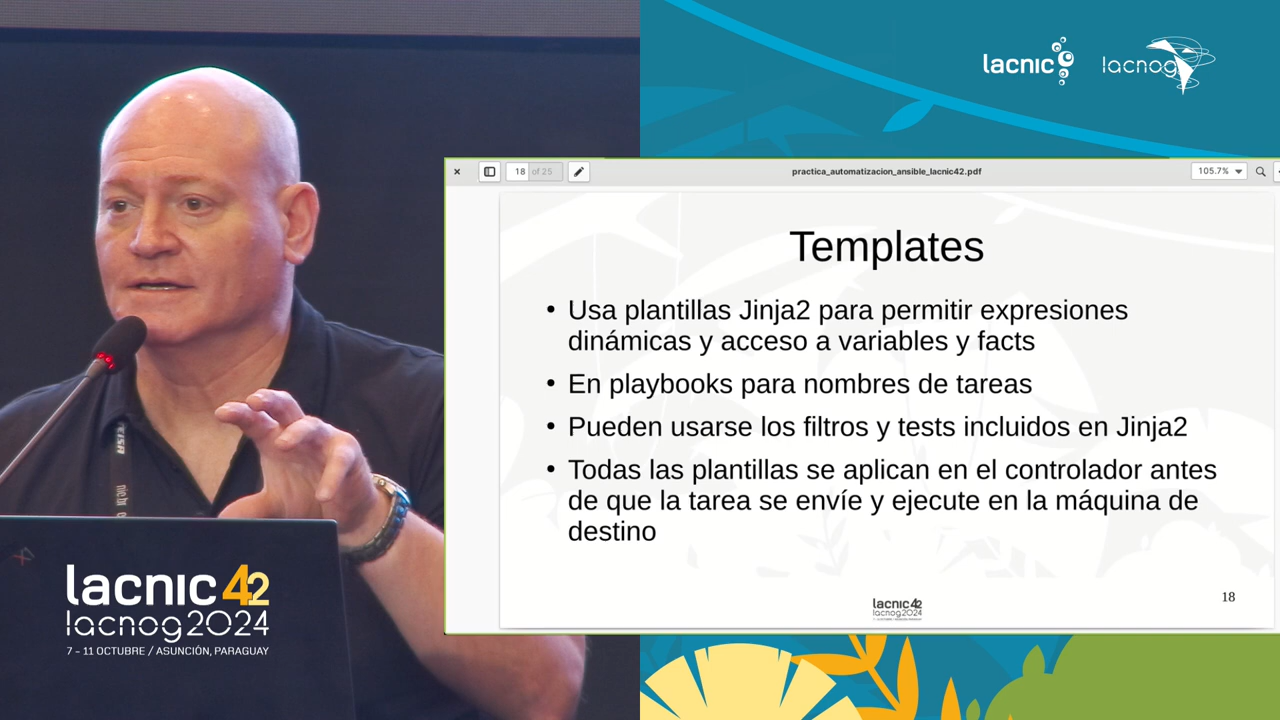 lacnic
lacnog
18 of 25
practica_automatizacion_ansible_lacnic42.pdf
105.7%
Templates
• Usa plantillas Jinja2 para permitir expresiones
dinámicas y acceso a variables y facts
• En playbooks para nombres de tareas
• Pueden usarse los filtros y tests incluidos en Jinja2
• Todas las plantillas se aplican en el controlador antes
de que la tarea se envíe y ejecute en la máquina de
destino
lacnic42
lacnog2024
18
lacnic42
lacnog2024
7 - 11 OCTUBRE / ASUNCIÓN, PARAGUAY